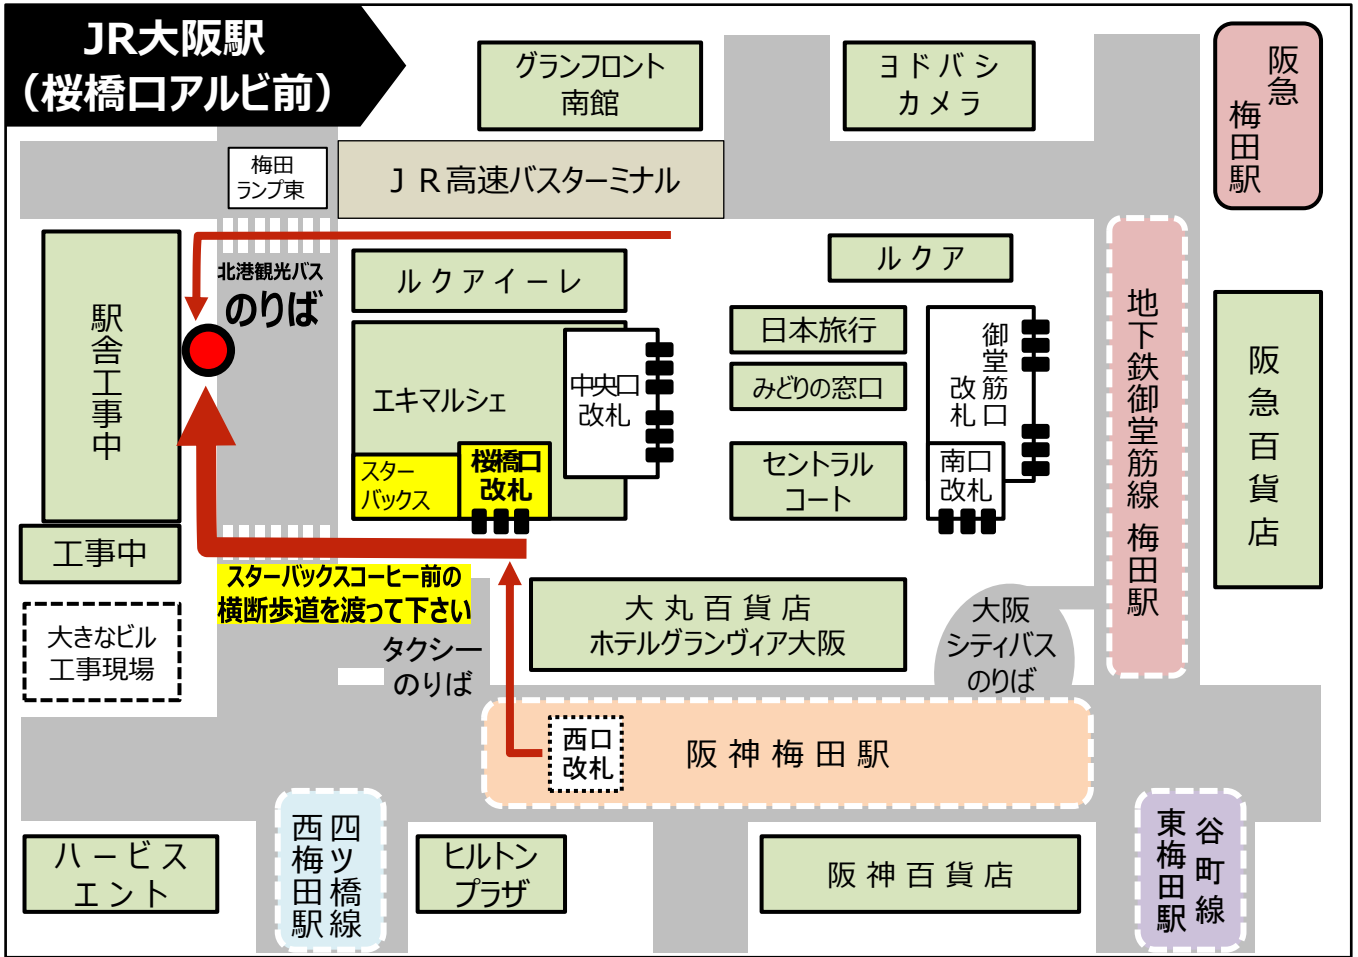 JR大阪駅
（桜橋口アルビ前）
グランフロント
南館
ヨドバシ
カメラ
阪急
梅田駅
梅田
ランプ東
ＪＲ高速バスターミナル
北港観光バス
のりば
ルクアイーレ
ルクア
駅舎工事中
エキマルシェ
中央口
改札
日本旅行
みどりの窓口
御堂筋口
改札
地下鉄御堂筋線 梅田駅
阪急百貨店
スター
バックス
桜橋口
改札
セントラル
コート
南口
改札
工事中
スターバックスコーヒー前の
横断歩道を渡って下さい
大きなビル
工事現場
タクシー
のりば
大丸百貨店
ホテルグランヴィア大阪
大阪
シティバス
のりば
西口
改札
阪神梅田駅
ハービス
エント
四ツ橋線
西梅田駅
ヒルトン
プラザ
阪神百貨店
谷町線
東梅田駅